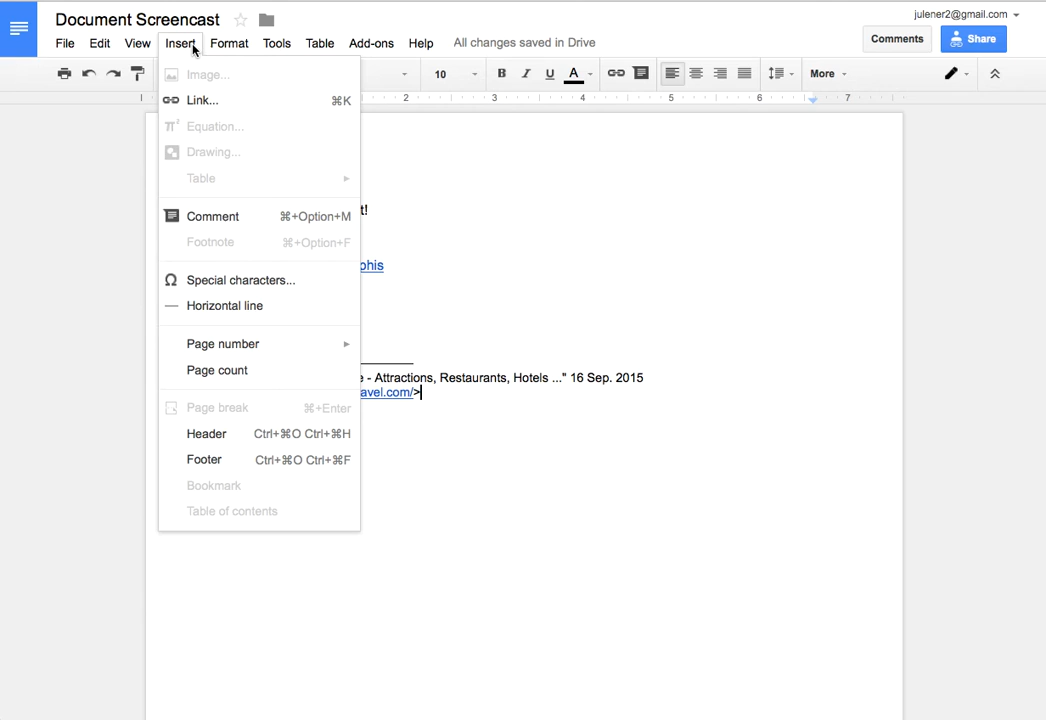 Document Screencast
julener2@gmail.com
File Edit View Insert Format Tools Table Add-ons Help All changes saved in Drive
Comments Share
10 B I U A More
2 3 4 5 6 7
Image...
Link... ⌘K
π² Equation...
Drawing...
Table
t!
Comment ⌘+Option+M
Footnote ⌘+Option+F
phis
Ω Special characters...
Horizontal line
Page number
Page count
e - Attractions, Restaurants, Hotels ..." 16 Sep. 2015
avel.com/>
Page break ⌘+Enter
Header Ctrl+⌘O Ctrl+⌘H
Footer Ctrl+⌘O Ctrl+⌘F
Bookmark
Table of contents